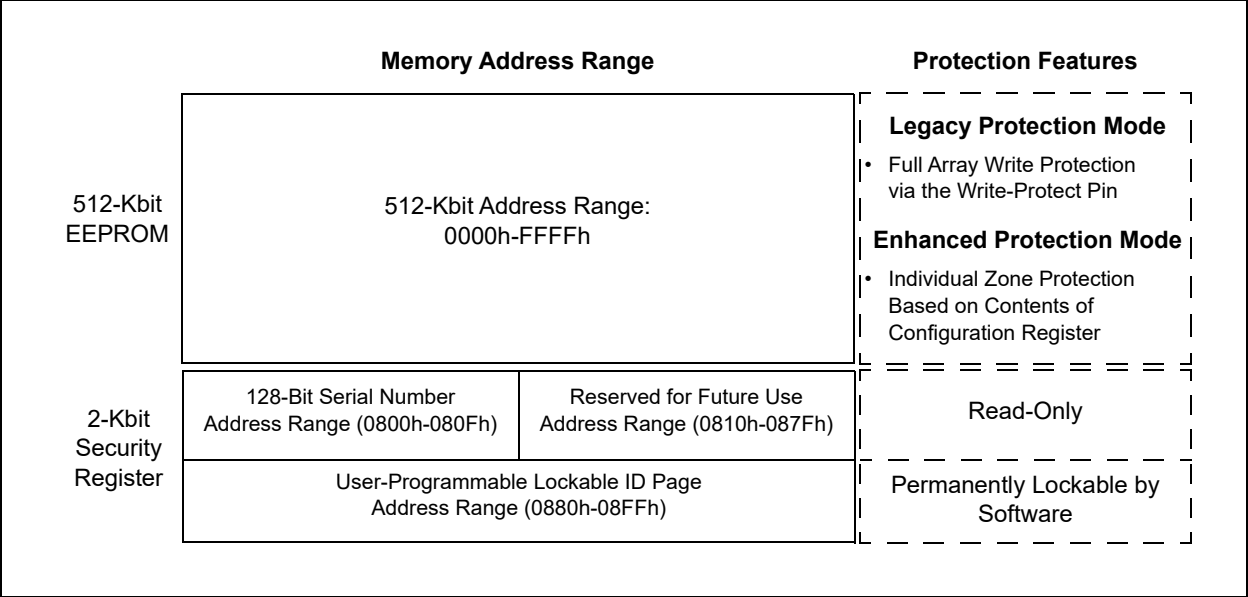 Memory Address Range
Protection Features
512-Kbit
EEPROM
512-Kbit Address Range:
0000h-FFFFh
Legacy Protection Mode
• Full Array Write Protection
via the Write-Protect Pin
Enhanced Protection Mode
• Individual Zone Protection
Based on Contents of
Configuration Register
2-Kbit
Security
Register
128-Bit Serial Number
Address Range (0800h-080Fh)
Reserved for Future Use
Address Range (0810h-087Fh)
Read-Only
User-Programmable Lockable ID Page
Address Range (0880h-08FFh)
Permanently Lockable by
Software